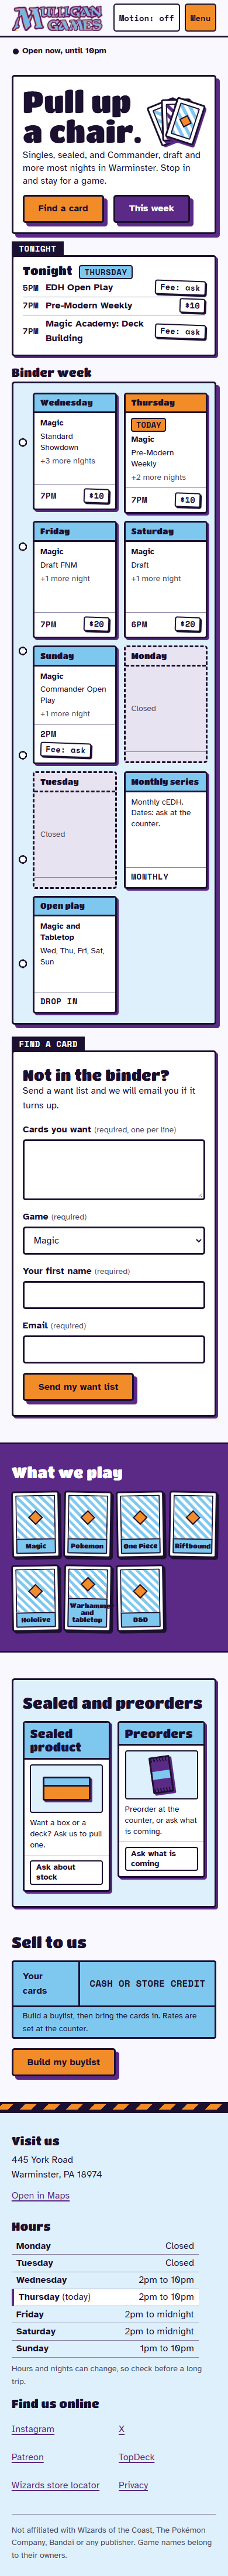 MULLIGAN GAMES
Motion: off
Menu
Open now, until 10pm
Pull up
a chair.
Singles, sealed, and Commander, draft and
more most nights in Warminster. Stop in
and stay for a game.
Find a card
This week
TONIGHT
Tonight THURSDAY
5PM EDH Open Play Fee: ask
7PM Pre-Modern Weekly $10
7PM Magic Academy: Deck Building Fee: ask
Binder week
Wednesday
Magic
Standard
Showdown
+3 more nights
7PM $10
Thursday
TODAY
Magic
Pre-Modern
Weekly
+2 more nights
7PM $10
Friday
Magic
Draft FNM
+1 more night
7PM $20
Saturday
Magic
Draft
+1 more night
6PM $20
Sunday
Magic
Commander Open
Play
+1 more night
2PM
Fee: ask
Monday
Closed
Tuesday
Closed
Monthly series
Monthly cEDH.
Dates: ask at the
counter.
MONTHLY
Open play
Magic and
Tabletop
Wed, Thu, Fri, Sat,
Sun
DROP IN
FIND A CARD
Not in the binder?
Send a want list and we will email you if it
turns up.
Cards you want (required, one per line)
Game (required)
Magic
Your first name (required)
Email (required)
Send my want list
What we play
Magic
Pokemon
One Piece
Riftbound
Hololive
Warhammer
and
tabletop
D&D
Sealed and preorders
Sealed
product
Want a box or a
deck? Ask us to pull
one.
Ask about
stock
Preorders
Preorder at the
counter, or ask what
is coming.
Ask what is
coming
Sell to us
Your
cards
CASH OR STORE CREDIT
Build a buylist, then bring the cards in. Rates are
set at the counter.
Build my buylist
Visit us
445 York Road
Warminster, PA 18974
Open in Maps
Hours
Monday Closed
Tuesday Closed
Wednesday 2pm to 10pm
Thursday (today) 2pm to 10pm
Friday 2pm to midnight
Saturday 2pm to midnight
Sunday 1pm to 10pm
Hours and nights can change, so check before a long
trip.
Find us online
Instagram
X
Patreon
TopDeck
Wizards store locator
Privacy
Not affiliated with Wizards of the Coast, The Pokémon
Company, Bandai or any publisher. Game names belong
to their owners.